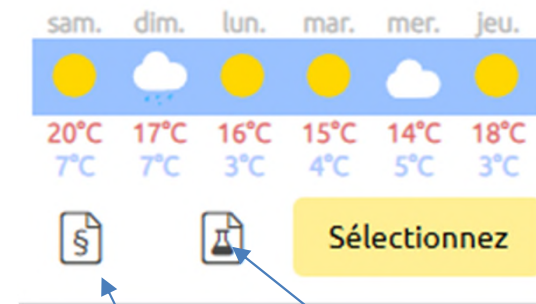 sam. dim. lun. mar. mer. jeu.
20°C 17°C 16°C 15°C 14°C 18°C
7°C 7°C 3°C 4°C 5°C 3°C
§ Sélectionnez